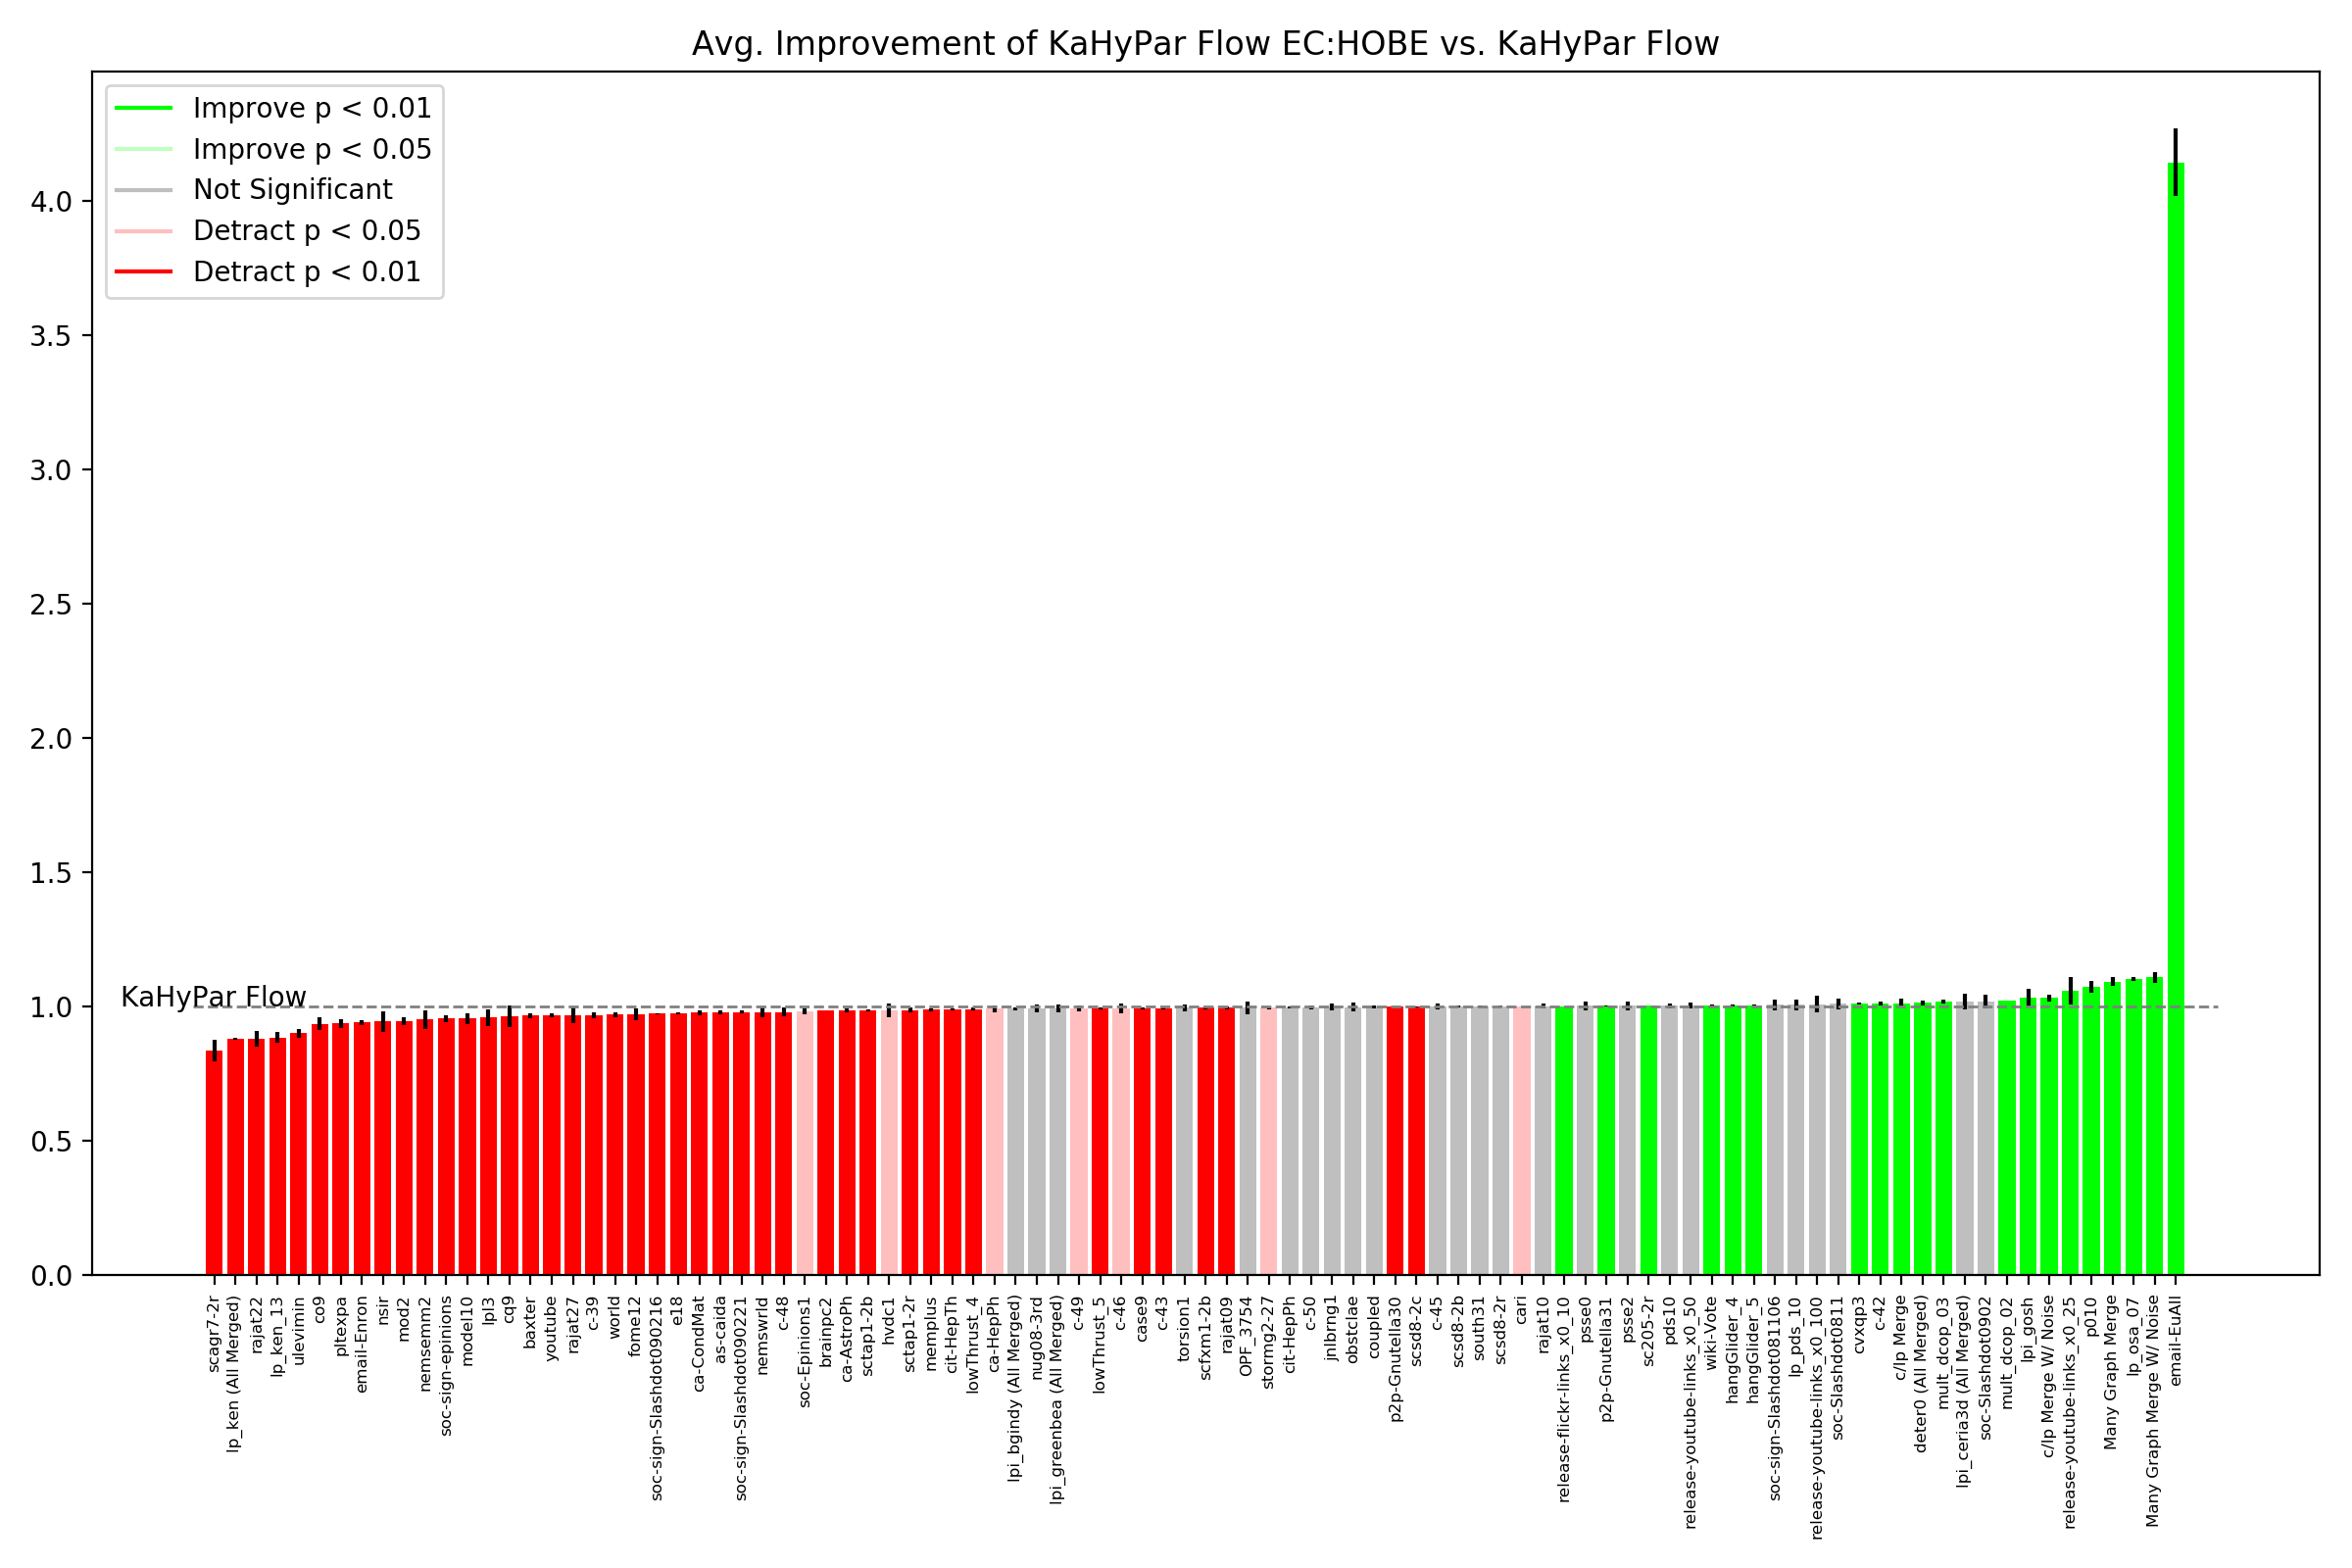 Avg. Improvement of KaHyPar Flow EC:HOBE vs. KaHyPar Flow
Improve p < 0.01
Improve p < 0.05
Not Significant
Detract p < 0.05
Detract p < 0.01
4.0
3.5
3.0
2.5
2.0
1.5
1.0
0.5
0.0
KaHyPar Flow
scagr7-2r
lp_ken (All Merged)
rajat22
lp_ken_13
ulevimin
co9
pltexpa
email-Enron
nsir
mod2
nemsemm2
soc-sign-epinions
model10
lpl3
cq9
baxter
youtube
rajat27
c-39
world
fome12
soc-sign-Slashdot090216
e18
ca-CondMat
as-caida
soc-sign-Slashdot090221
nemswrld
c-48
soc-Epinions1
brainpc2
ca-AstroPh
sctap1-2b
hvdc1
sctap1-2r
memplus
cit-HepTh
lowThrust_4
ca-HepPh
lpi_bgindy (All Merged)
nug08-3rd
lpi_greenbea (All Merged)
c-49
lowThrust_5
c-46
case9
c-43
torsion1
scfxm1-2b
rajat09
OPF_3754
stormg2-27
cit-HepPh
c-50
jnlbrng1
obstclae
coupled
p2p-Gnutella30
scsd8-2c
c-45
scsd8-2b
south31
scsd8-2r
cari
rajat10
release-flickr-links_x0_10
psse0
p2p-Gnutella31
psse2
sc205-2r
pds10
release-youtube-links_x0_50
wiki-Vote
hangGlider_4
hangGlider_5
soc-sign-Slashdot081106
lp_pds_10
release-youtube-links_x0_100
soc-Slashdot0811
cvxqp3
c-42
c/lp Merge
deter0 (All Merged)
mult_dcop_03
lpi_ceria3d (All Merged)
soc-Slashdot0902
mult_dcop_02
lpi_gosh
c/lp Merge W/ Noise
release-youtube-links_x0_25
p010
Many Graph Merge
lp_osa_07
Many Graph Merge W/ Noise
email-EuAll